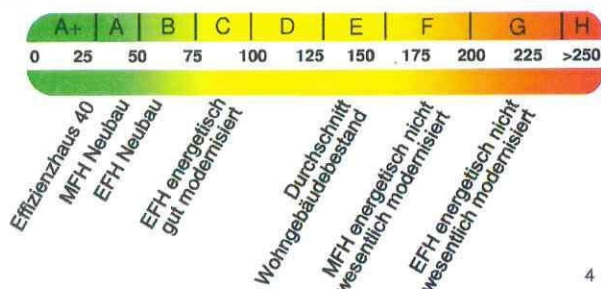 A+ A B C D E F G H
0 25 50 75 100 125 150 175 200 225 >250
Effizienzhaus 40
MFH Neubau
EFH Neubau
EFH energetisch
gut modernisiert
Durchschnitt
Wohngebäudebestand
MFH energetisch nicht
wesentlich modernisiert
EFH energetisch nicht
wesentlich modernisiert
4